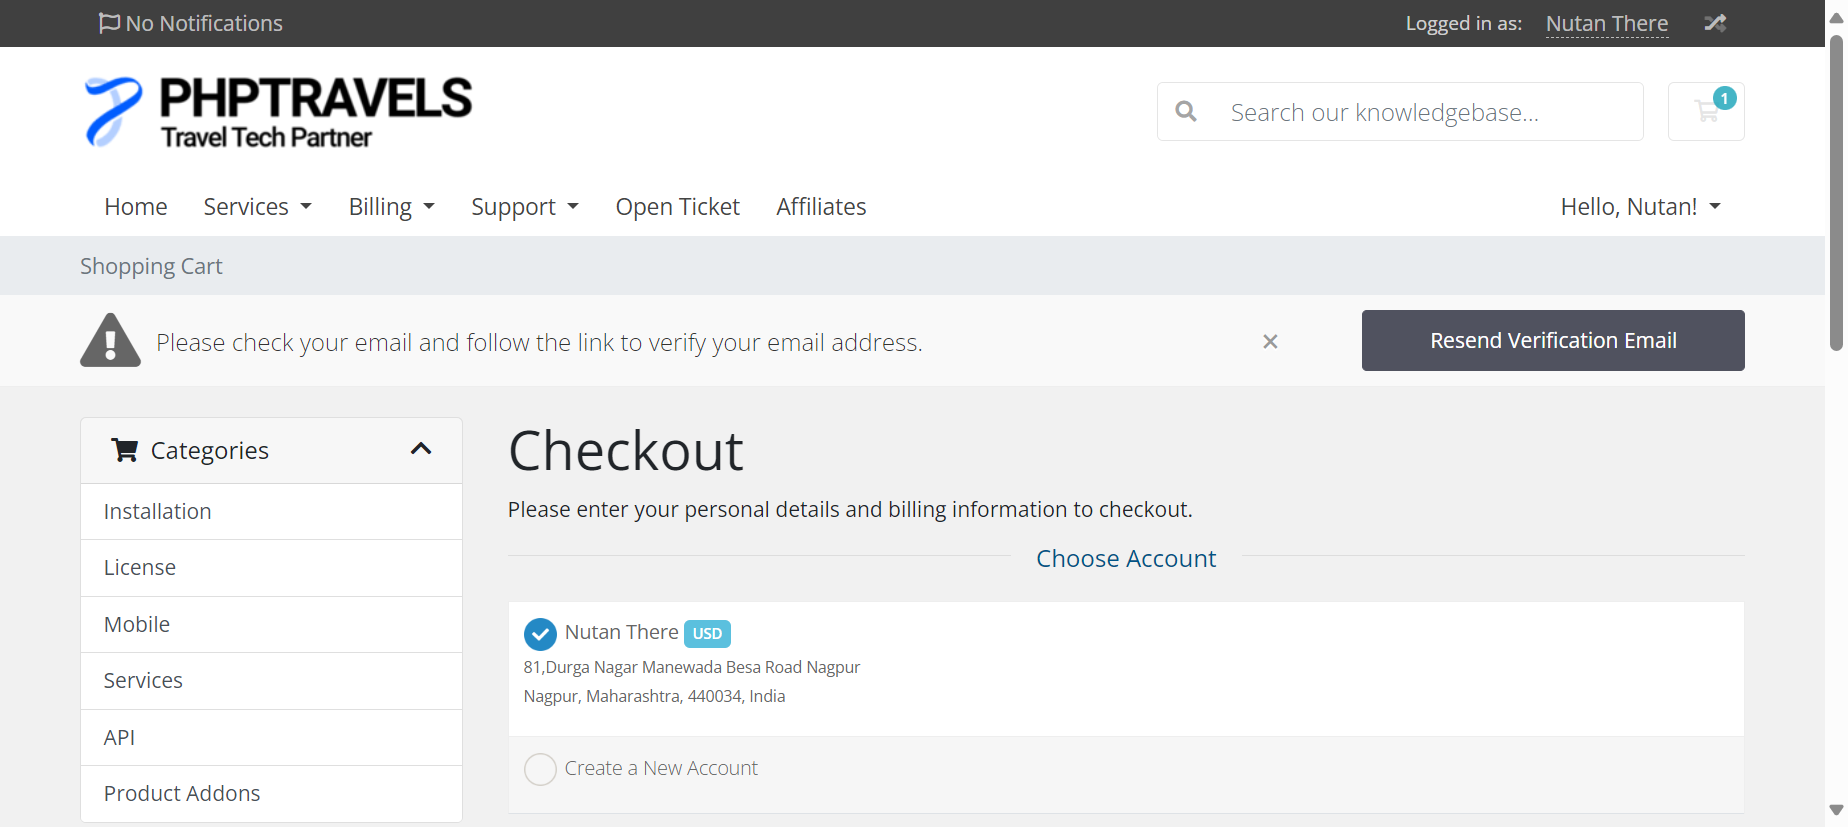 No Notifications
Logged in as: Nutan There
PHPTRAVELS
Travel Tech Partner
Search our knowledgebase...
1
Home Services Billing Support Open Ticket Affiliates Hello, Nutan!
Shopping Cart
Please check your email and follow the link to verify your email address.
Resend Verification Email
Categories
Installation
License
Mobile
Services
API
Product Addons
Checkout
Please enter your personal details and billing information to checkout.
Choose Account
Nutan There USD
81,Durga Nagar Manewada Besa Road Nagpur
Nagpur, Maharashtra, 440034, India
Create a New Account